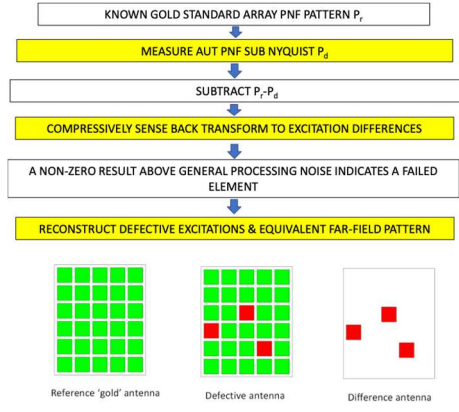 KNOWN GOLD STANDARD ARRAY PNF PATTERN Pr
MEASURE AUT PNF SUB NYQUIST Pd
SUBTRACT Pr-Pd
COMPRESSIVELY SENSE BACK TRANSFORM TO EXCITATION DIFFERENCES
A NON-ZERO RESULT ABOVE GENERAL PROCESSING NOISE INDICATES A FAILED
ELEMENT
RECONSTRUCT DEFECTIVE EXCITATIONS & EQUIVALENT FAR-FIELD PATTERN
Reference 'gold' antenna
Defective antenna
Difference antenna